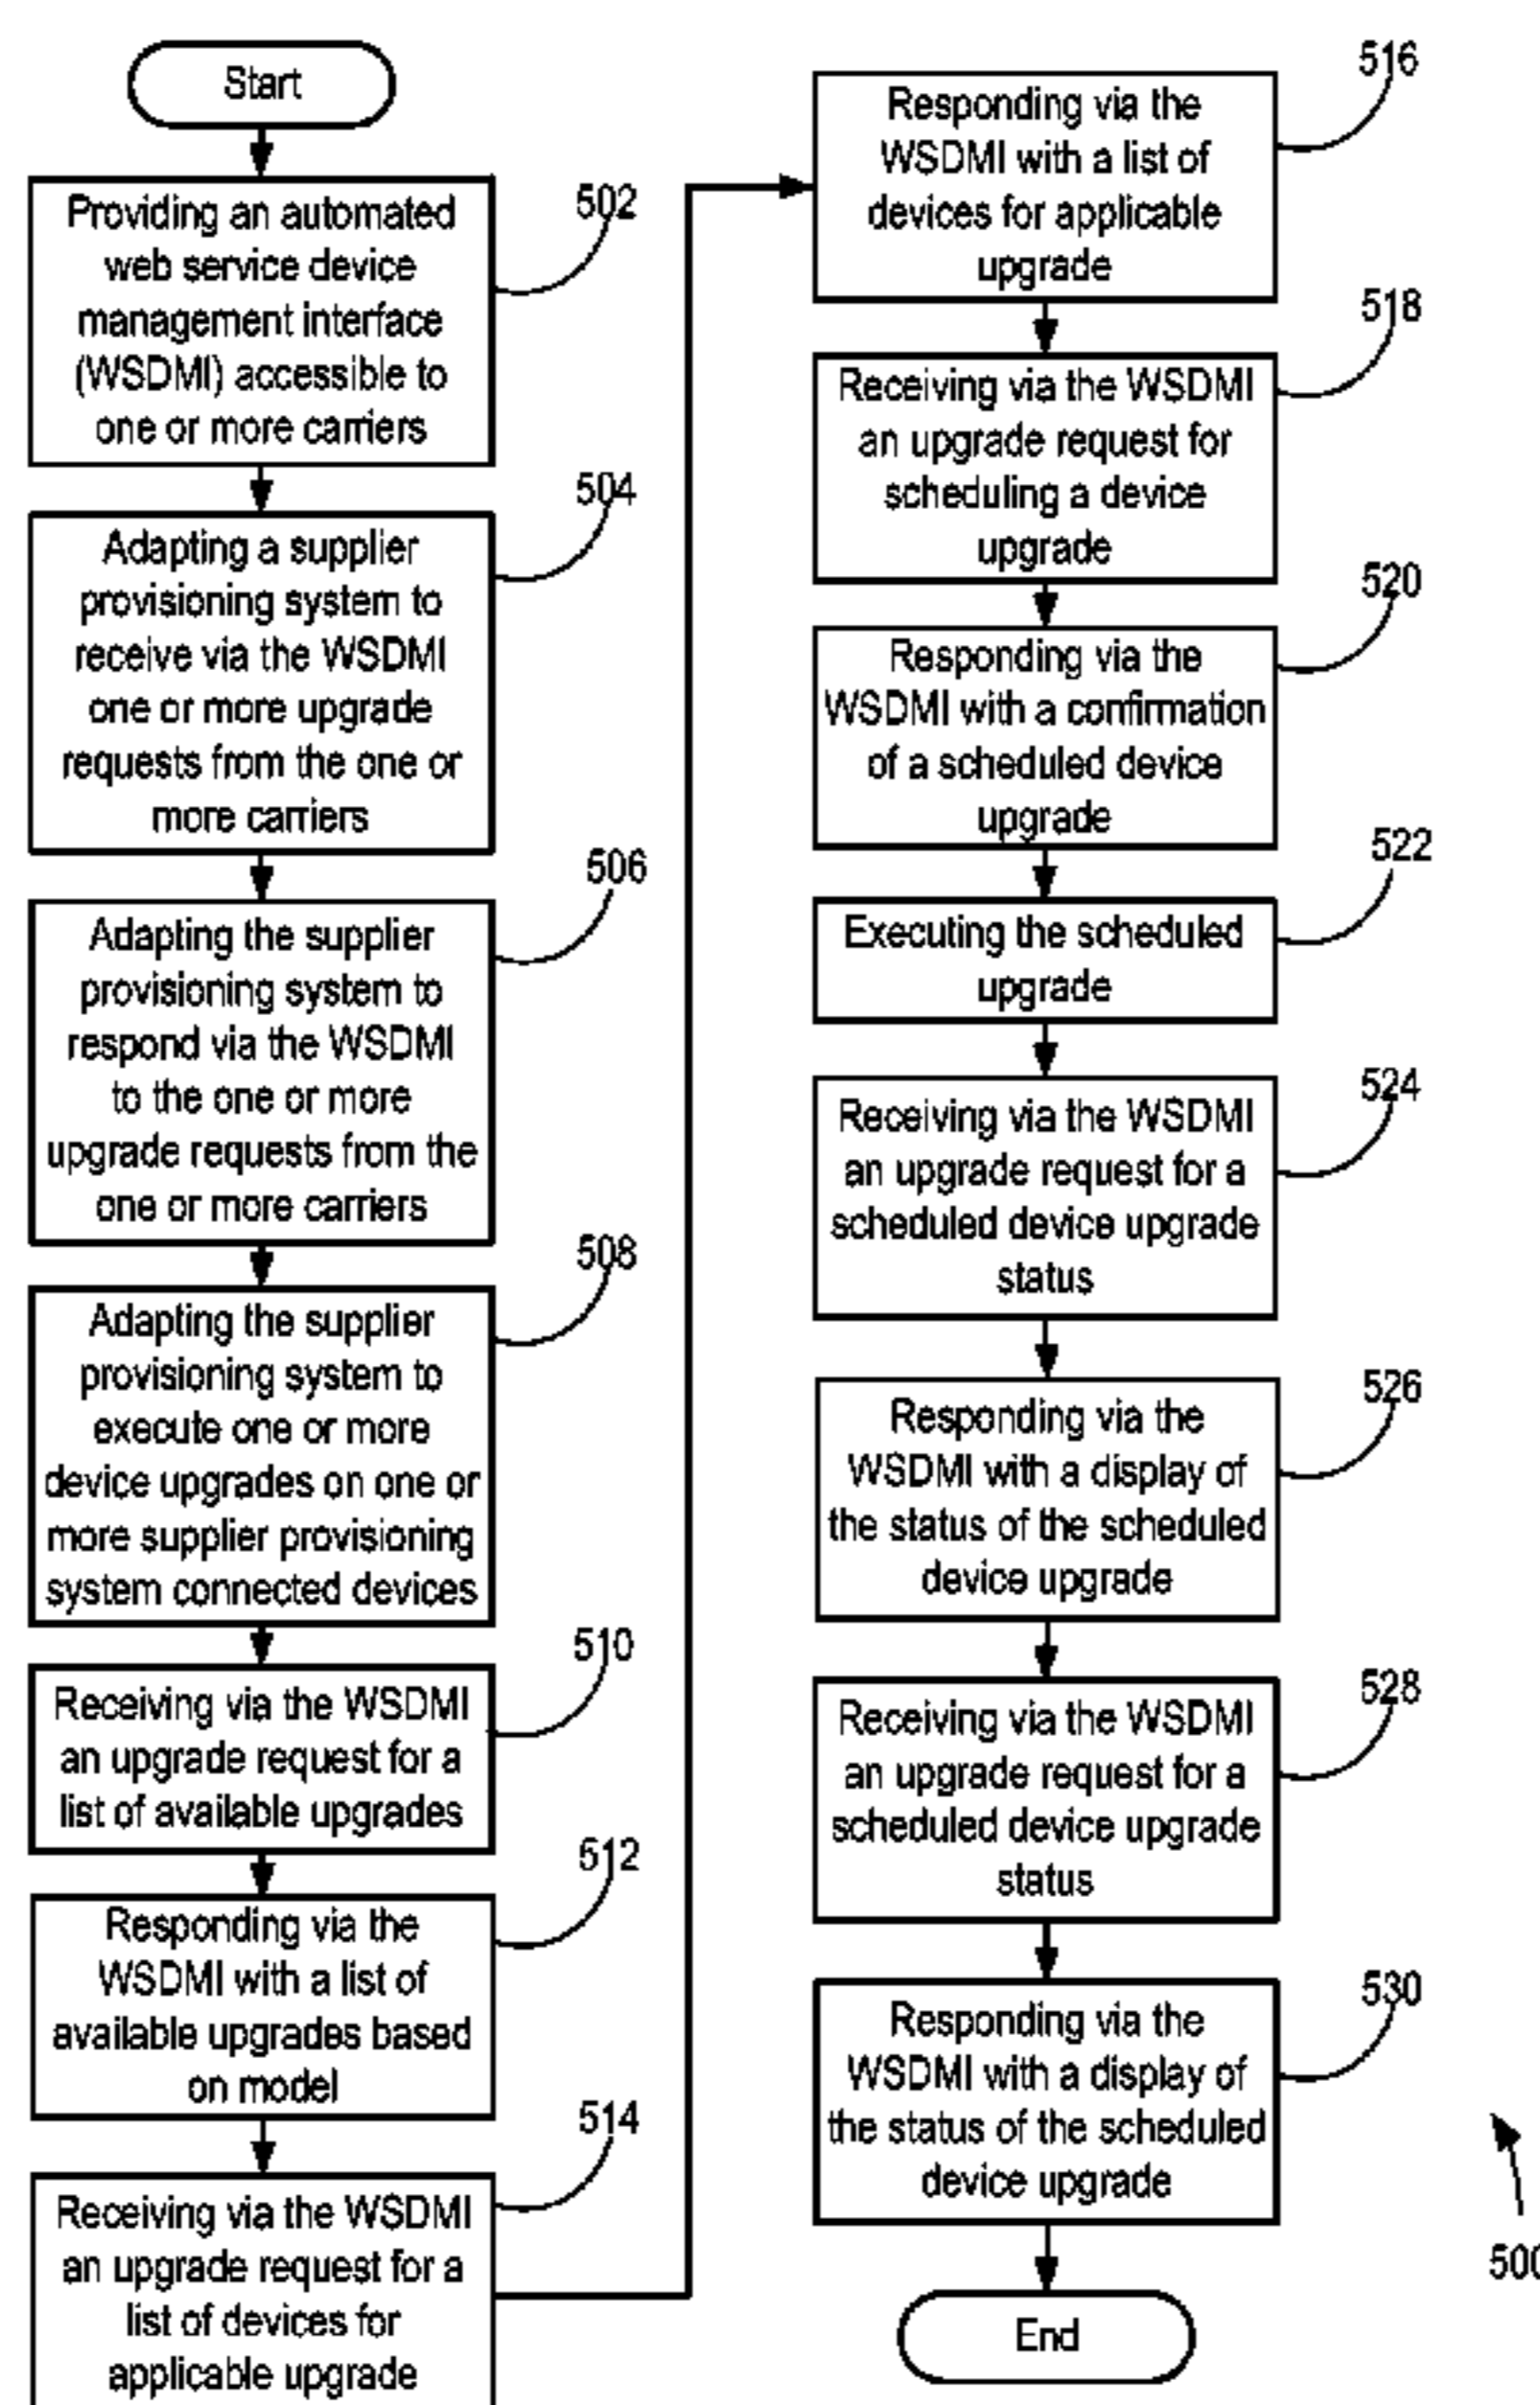 Start
Providing an automated
web service device
management interface
(WSDMI) accessible to
one or more carriers
502
Adapting a supplier
provisioning system to
receive via the WSDMI
one or more upgrade
requests from the one or
more carriers
504
Adapting the supplier
provisioning system to
respond via the WSDMI
to the one or more
upgrade requests from the
one or more carriers
506
Adapting the supplier
provisioning system to
execute one or more
device upgrades on one or
more supplier provisioning
system connected devices
508
Receiving via the WSDMI
an upgrade request for a
list of available upgrades
510
Responding via the
WSDMI with a list of
available upgrades based
on model
512
Receiving via the WSDMI
an upgrade request for a
list of devices for
applicable upgrade
514
Responding via the
WSDMI with a list of
devices for applicable
upgrade
516
Receiving via the WSDMI
an upgrade request for
scheduling a device
upgrade
518
Responding via the
WSDMI with a confirmation
of a scheduled device
upgrade
520
Executing the scheduled
upgrade
522
Receiving via the WSDMI
an upgrade request for a
scheduled device upgrade
status
524
Responding via the
WSDMI with a display of
the status of the scheduled
device upgrade
526
Receiving via the WSDMI
an upgrade request for a
scheduled device upgrade
status
528
Responding via the
WSDMI with a display of
the status of the scheduled
device upgrade
530
End
500